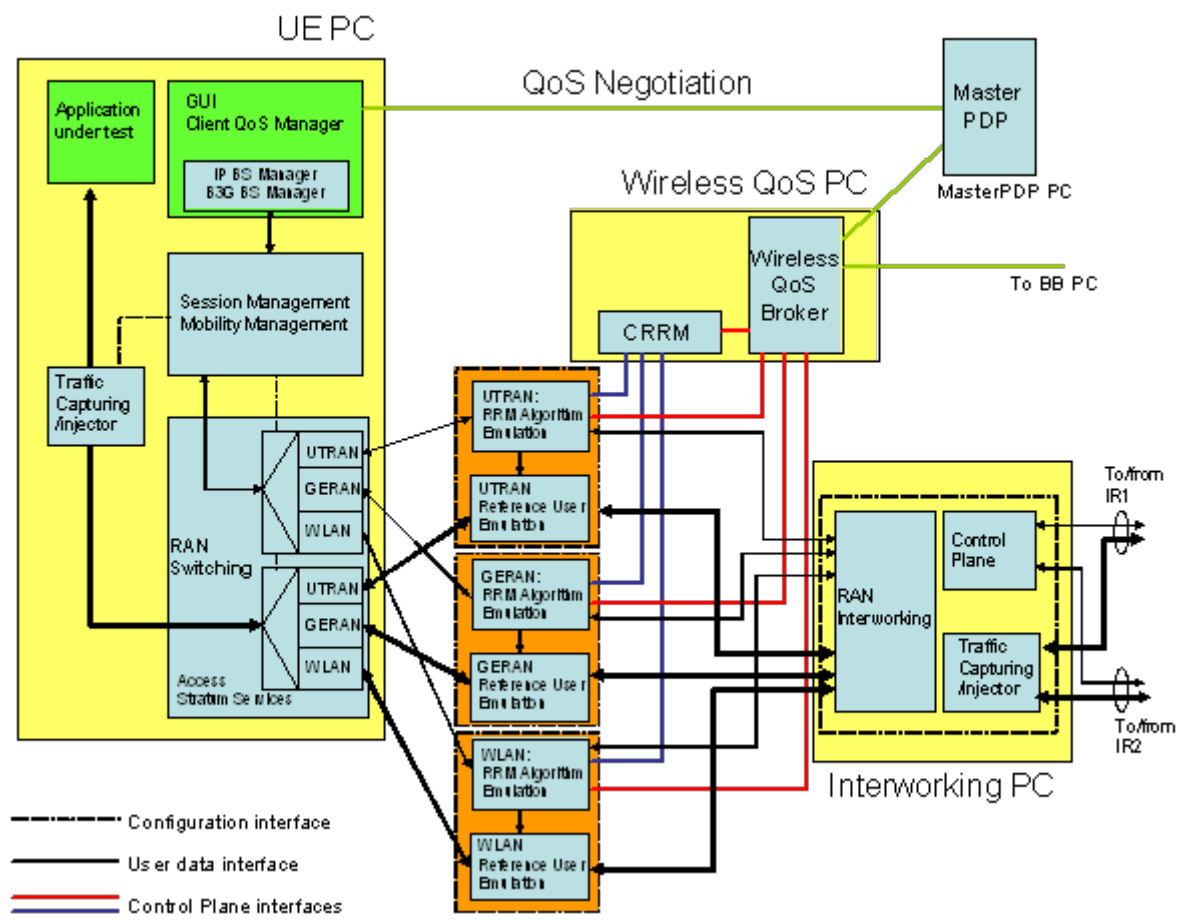 UE PC
QoS Negotiation
Application
under test
GUI
Client QoS Manager
IP BS Manager
B3G BS Manager
Master
PDP
MasterPDP PC
Wireless QoS PC
Wireless
QoS
Broker
To BB PC
CRRM
Session Management
Mobility Management
Traffic
Capturing
/injector
RAN
Switching
UTRAN
GERAN
WLAN
UTRAN
GERAN
WLAN
Access
Stratum Services
UTRAN:
RRM Algorithm
Emulation
UTRAN
Reference User
Emulation
GERAN:
RRM Algorithm
Emulation
GERAN
Reference User
Emulation
WLAN:
RRM Algorithm
Emulation
WLAN
Reference User
Emulation
RAN
Interworking
Control
Plane
Traffic
Capturing
/injector
To/from
IR1
To/from
IR2
Interworking PC
Configuration interface
User data interface
Control Plane interfaces